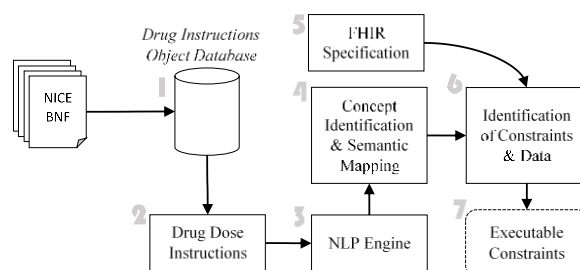 Drug Instructions
Object Database
NICE
BNF
1
2
Drug Dose
Instructions
3
NLP Engine
4
Concept
Identification
& Semantic
Mapping
5
FHIR
Specification
6
Identification
of Constraints
& Data
7
Executable
Constraints